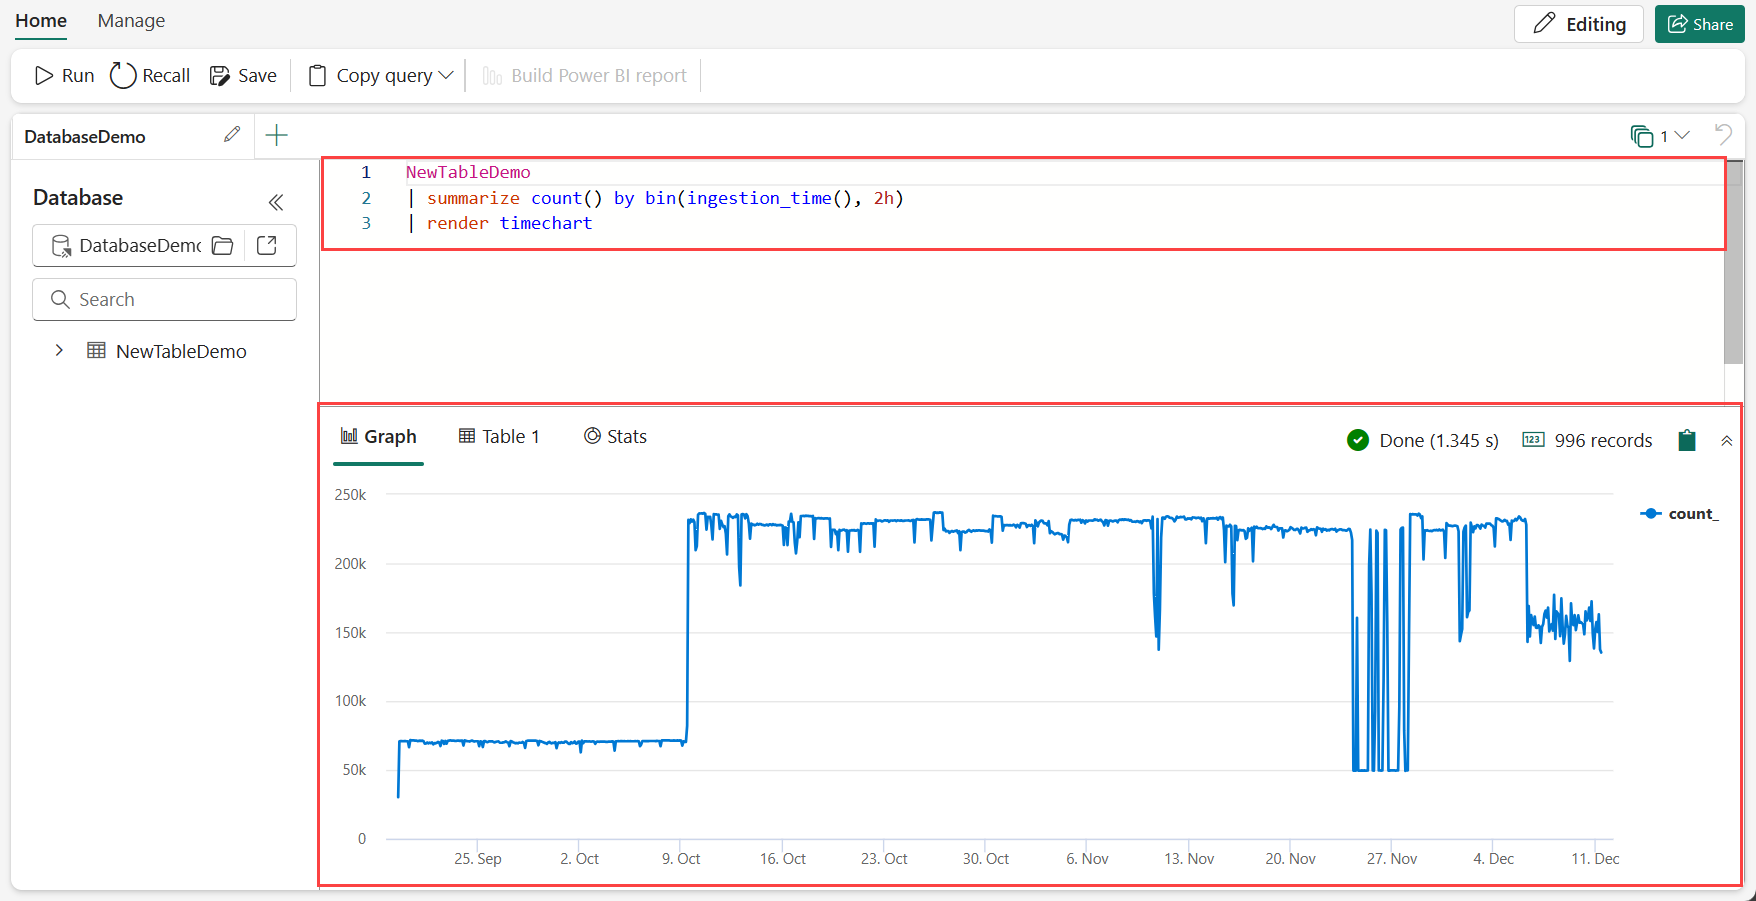 Home Manage Editing Share
Run Recall Save Copy query Build Power BI report
DatabaseDemo 1
Database
DatabaseDemo
Search
NewTableDemo
1 NewTableDemo
2 | summarize count() by bin(ingestion_time(), 2h)
3 | render timechart
Graph Table 1 Stats Done (1.345 s) 123 996 records
250k
200k
150k
100k
50k
0
25. Sep 2. Oct 9. Oct 16. Oct 23. Oct 30. Oct 6. Nov 13. Nov 20. Nov 27. Nov 4. Dec 11. Dec
count_